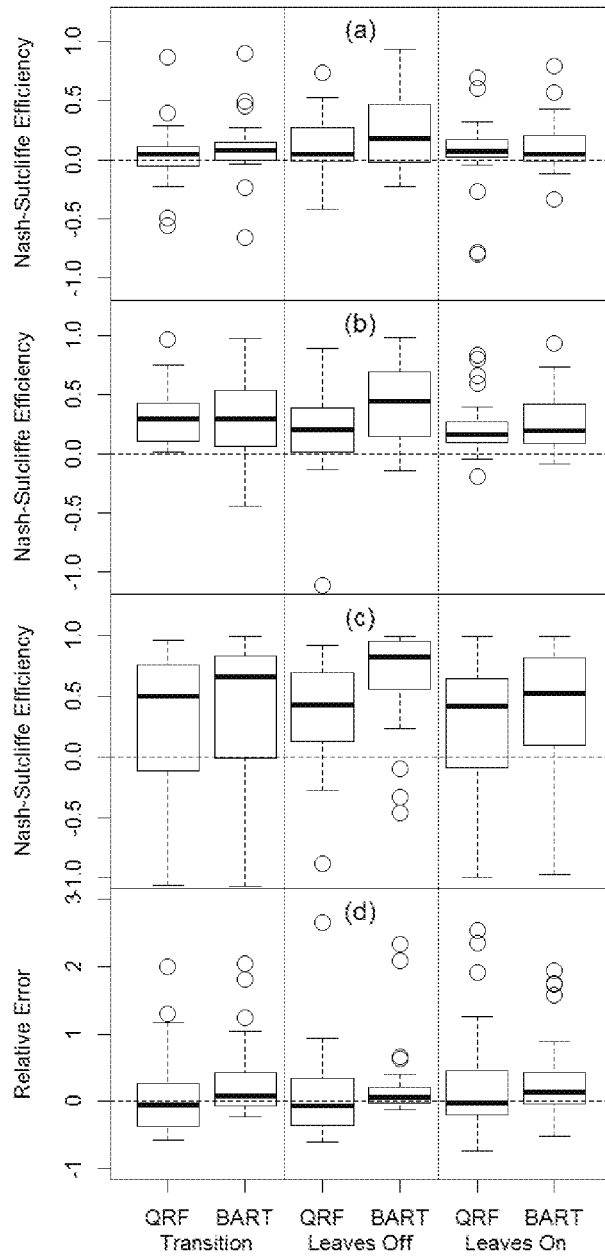 (a)
Nash-Sutcliffe Efficiency
1.0
0.5
0.0
-0.5
-1.0
(b)
Nash-Sutcliffe Efficiency
1.0
0.5
0.0
-0.5
-1.0
(c)
Nash-Sutcliffe Efficiency
1.0
0.5
0.0
-0.5
-1.0
(d)
Relative Error
3
2
1
0
-1
QRF BART QRF BART QRF BART
Transition Leaves Off Leaves On